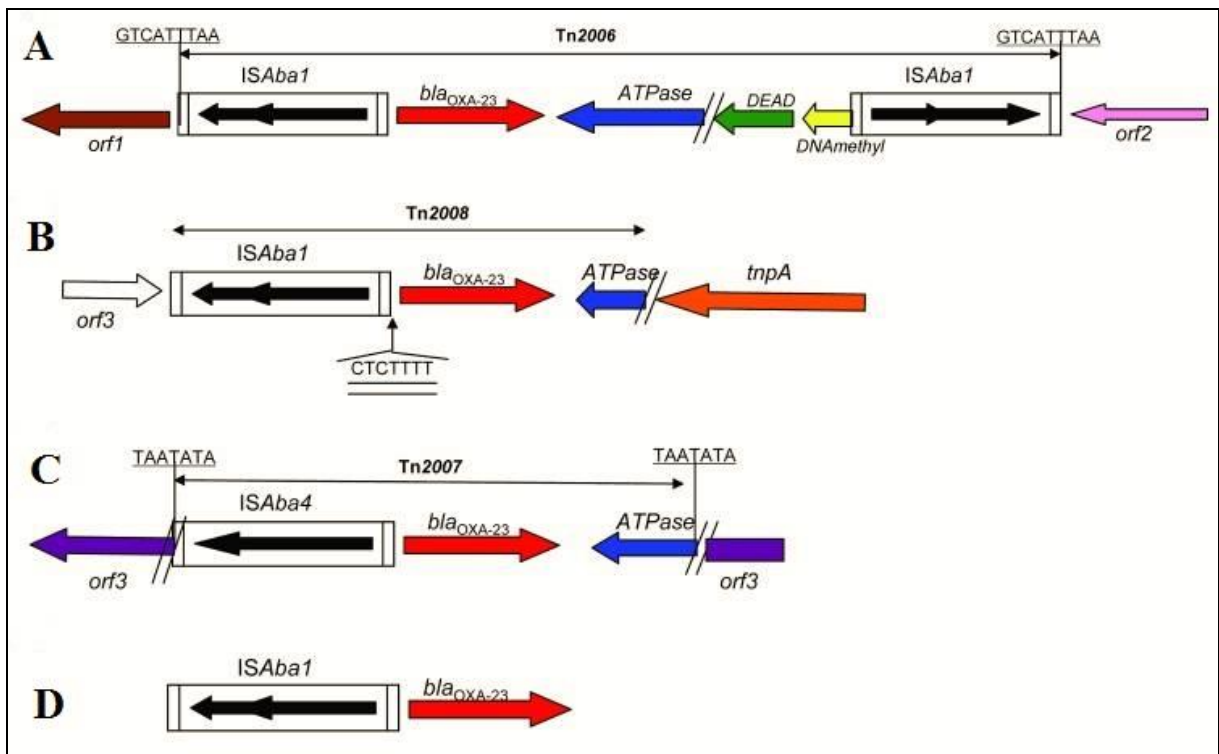 A
GTCATTTAA
Tn2006
GTCATTTAA
ISAba1
blaOXA-23
ATPase
DEAD
ISAba1
orf1
DNAmethyl
orf2
B
Tn2008
ISAba1
blaOXA-23
ATPase
tnpA
orf3
CTCTTTT
C
TAATATA
Tn2007
TAATATA
ISAba4
blaOXA-23
ATPase
orf3
orf3
D
ISAba1
blaOXA-23